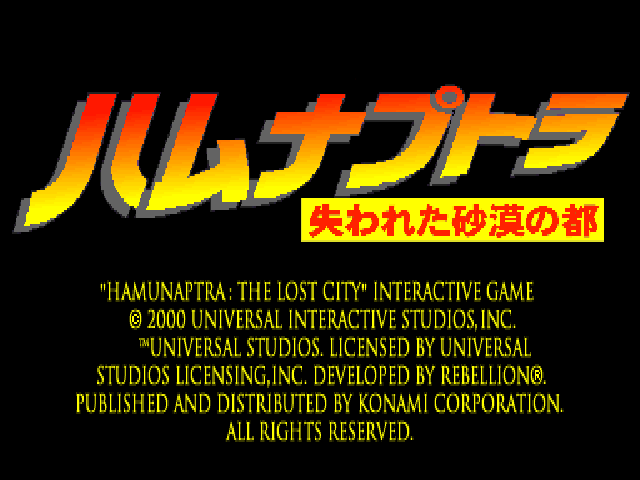 ハムナプトラ
失われた砂漠の都
"HAMUNAPTRA: THE LOST CITY" INTERACTIVE GAME
© 2000 UNIVERSAL INTERACTIVE STUDIOS, INC.
™UNIVERSAL STUDIOS. LICENSED BY UNIVERSAL
STUDIOS LICENSING, INC. DEVELOPED BY REBELLION®.
PUBLISHED AND DISTRIBUTED BY KONAMI CORPORATION.
ALL RIGHTS RESERVED.